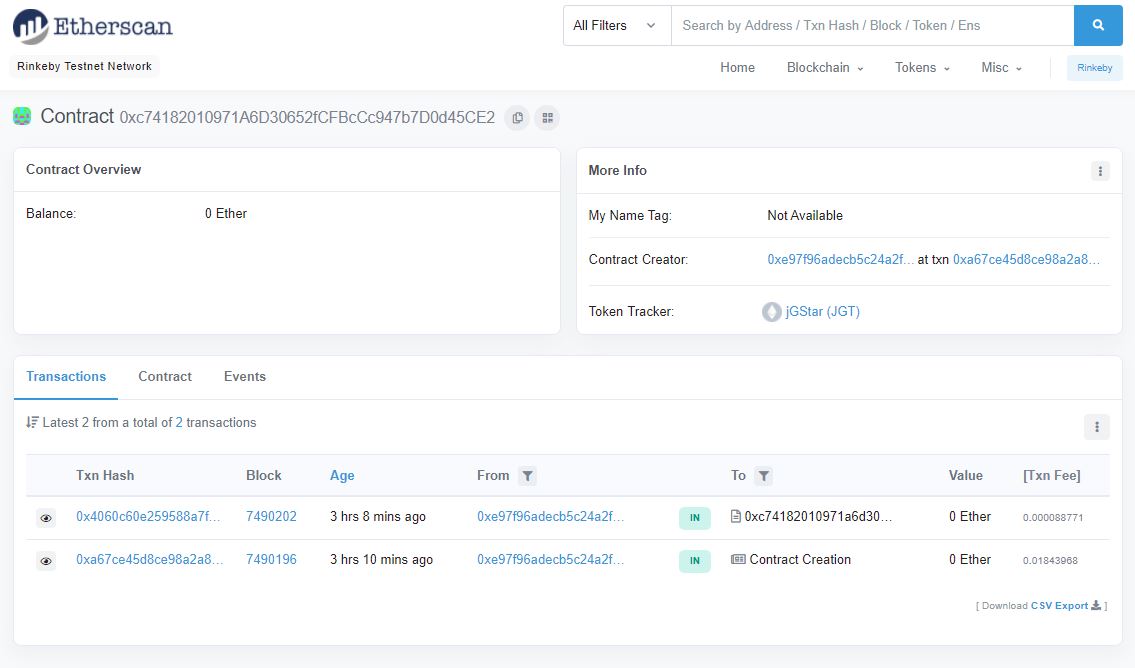 Etherscan
All Filters Search by Address / Txn Hash / Block / Token / Ens
Rinkeby Testnet Network
Home Blockchain Tokens Misc Rinkeby
Contract 0xc74182010971A6D30652fCFBcCc947b7D0d45CE2
Contract Overview
Balance: 0 Ether
More Info
My Name Tag: Not Available
Contract Creator: 0xe97f96adecb5c24a2f... at txn 0xa67ce45d8ce98a2a8...
Token Tracker: jGStar (JGT)
Transactions Contract Events
Latest 2 from a total of 2 transactions
Txn Hash Block Age From To Value [Txn Fee]
0x4060c60e259588a7f... 7490202 3 hrs 8 mins ago 0xe97f96adecb5c24a2f... IN 0xc74182010971a6d30... 0 Ether 0.000088771
0xa67ce45d8ce98a2a8... 7490196 3 hrs 10 mins ago 0xe97f96adecb5c24a2f... IN Contract Creation 0 Ether 0.01843968
[ Download CSV Export ]